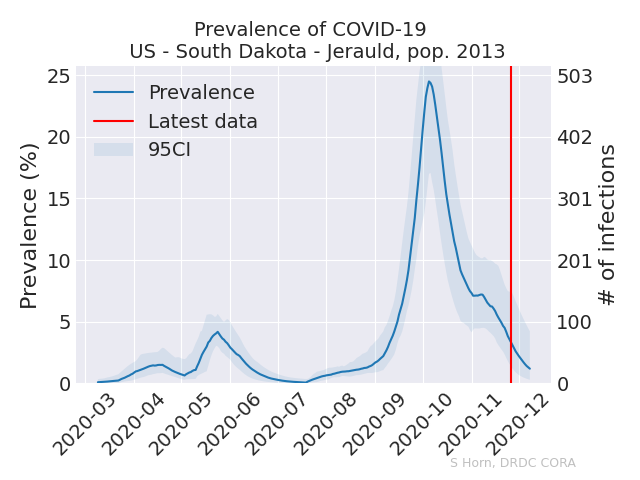 Prevalence of COVID-19
US - South Dakota - Jerauld, pop. 2013
Prevalence
Latest data
95CI
Prevalence (%)
25
20
15
10
5
0
503
402
301
201
100
0
# of infections
2020-03
2020-04
2020-05
2020-06
2020-07
2020-08
2020-09
2020-10
2020-11
2020-12
S Horn, DRDC CORA